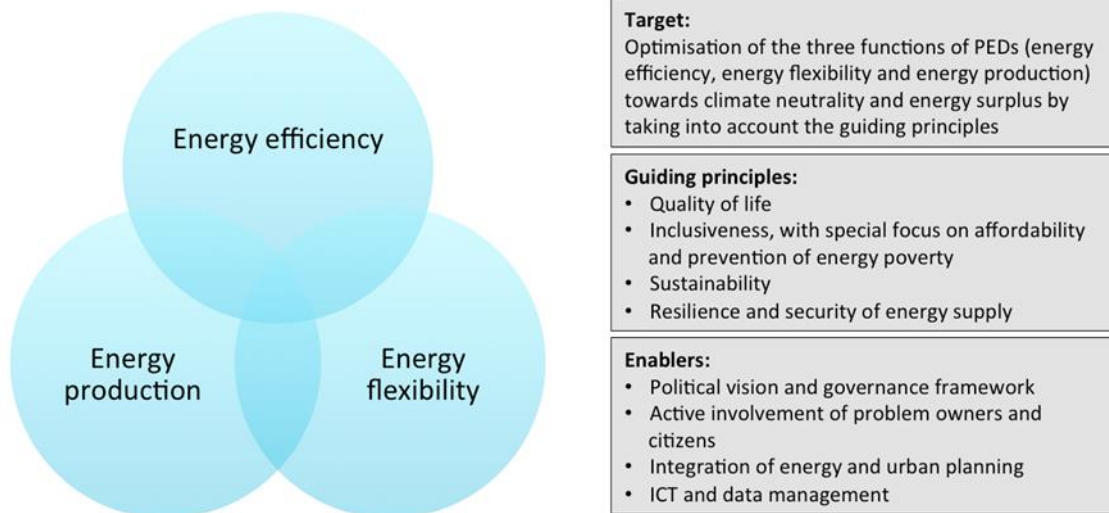 Energy efficiency
Energy
production
Energy
flexibility
Target:
Optimisation of the three functions of PEDs (energy
efficiency, energy flexibility and energy production)
towards climate neutrality and energy surplus by
taking into account the guiding principles
Guiding principles:
• Quality of life
• Inclusiveness, with special focus on affordability
and prevention of energy poverty
• Sustainability
• Resilience and security of energy supply
Enablers:
• Political vision and governance framework
• Active involvement of problem owners and
citizens
• Integration of energy and urban planning
• ICT and data management